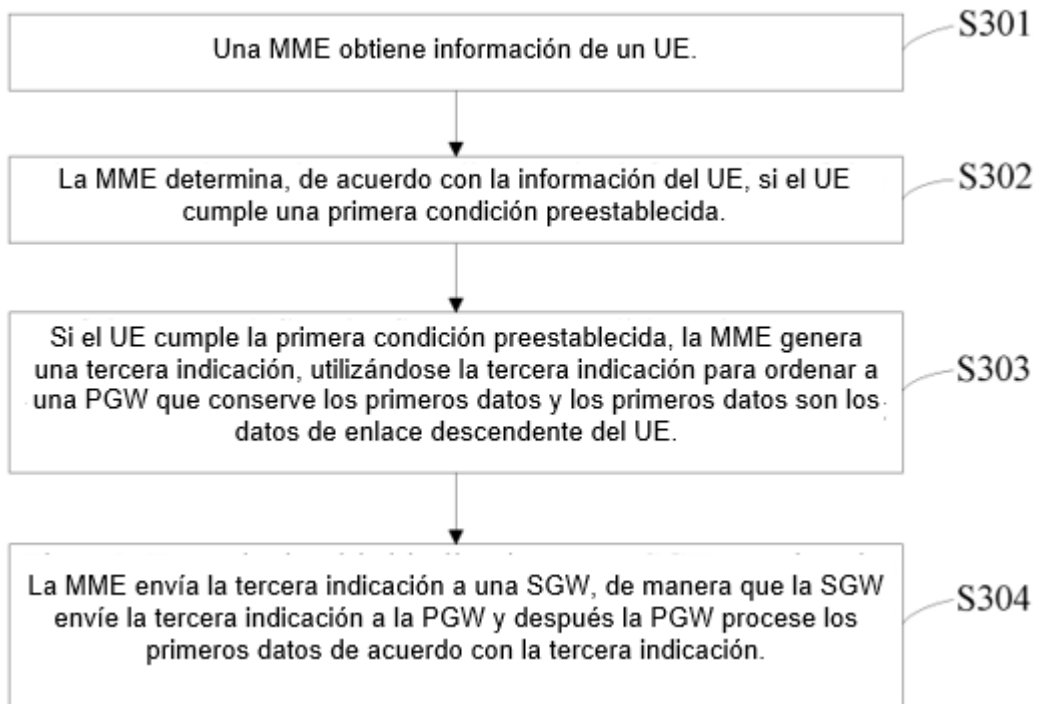 Una MME obtiene información de un UE.
S301
La MME determina, de acuerdo con la información del UE, si el UE
cumple una primera condición preestablecida.
S302
Si el UE cumple la primera condición preestablecida, la MME genera
una tercera indicación, utilizándose la tercera indicación para ordenar a
una PGW que conserve los primeros datos y los primeros datos son los
datos de enlace descendente del UE.
S303
La MME envía la tercera indicación a una SGW, de manera que la SGW
envíe la tercera indicación a la PGW y después la PGW procese los
primeros datos de acuerdo con la tercera indicación.
S304